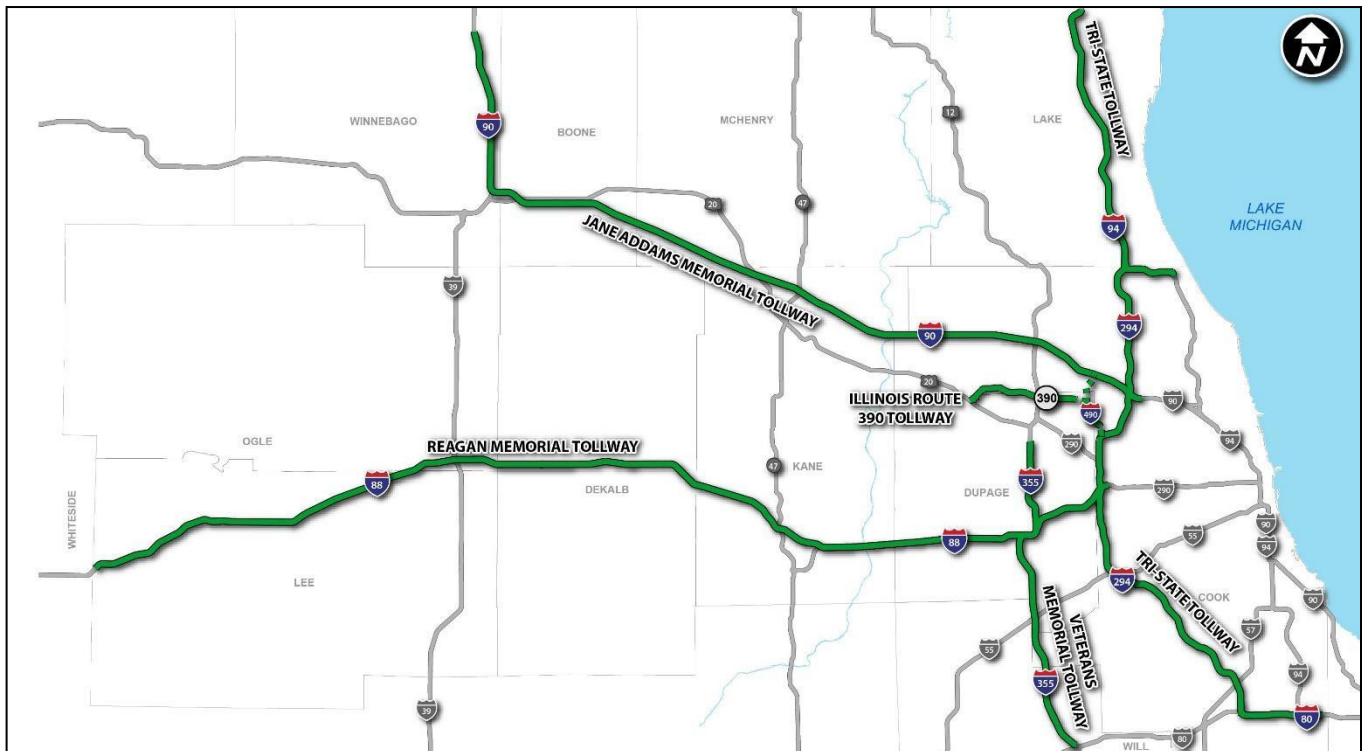 N
TRI-STATE TOLLWAY
12
WINNEBAGO
BOONE
MCHENRY
LAKE
90
20
47
LAKE
MICHIGAN
94
JANE ADDAMS MEMORIAL TOLLWAY
39
294
90
20
ILLINOIS ROUTE
390 TOLLWAY
390
490
90
94
290
OGLE
REAGAN MEMORIAL TOLLWAY
47
KANE
88
DEKALB
DUPAGE
355
290
WHITESIDE
90
55
94
88
LEE
294
TRI-STATE TOLLWAY
COOK
90
57
55
VETERANS
MEMORIAL TOLLWAY
355
94
39
80
80
WILL